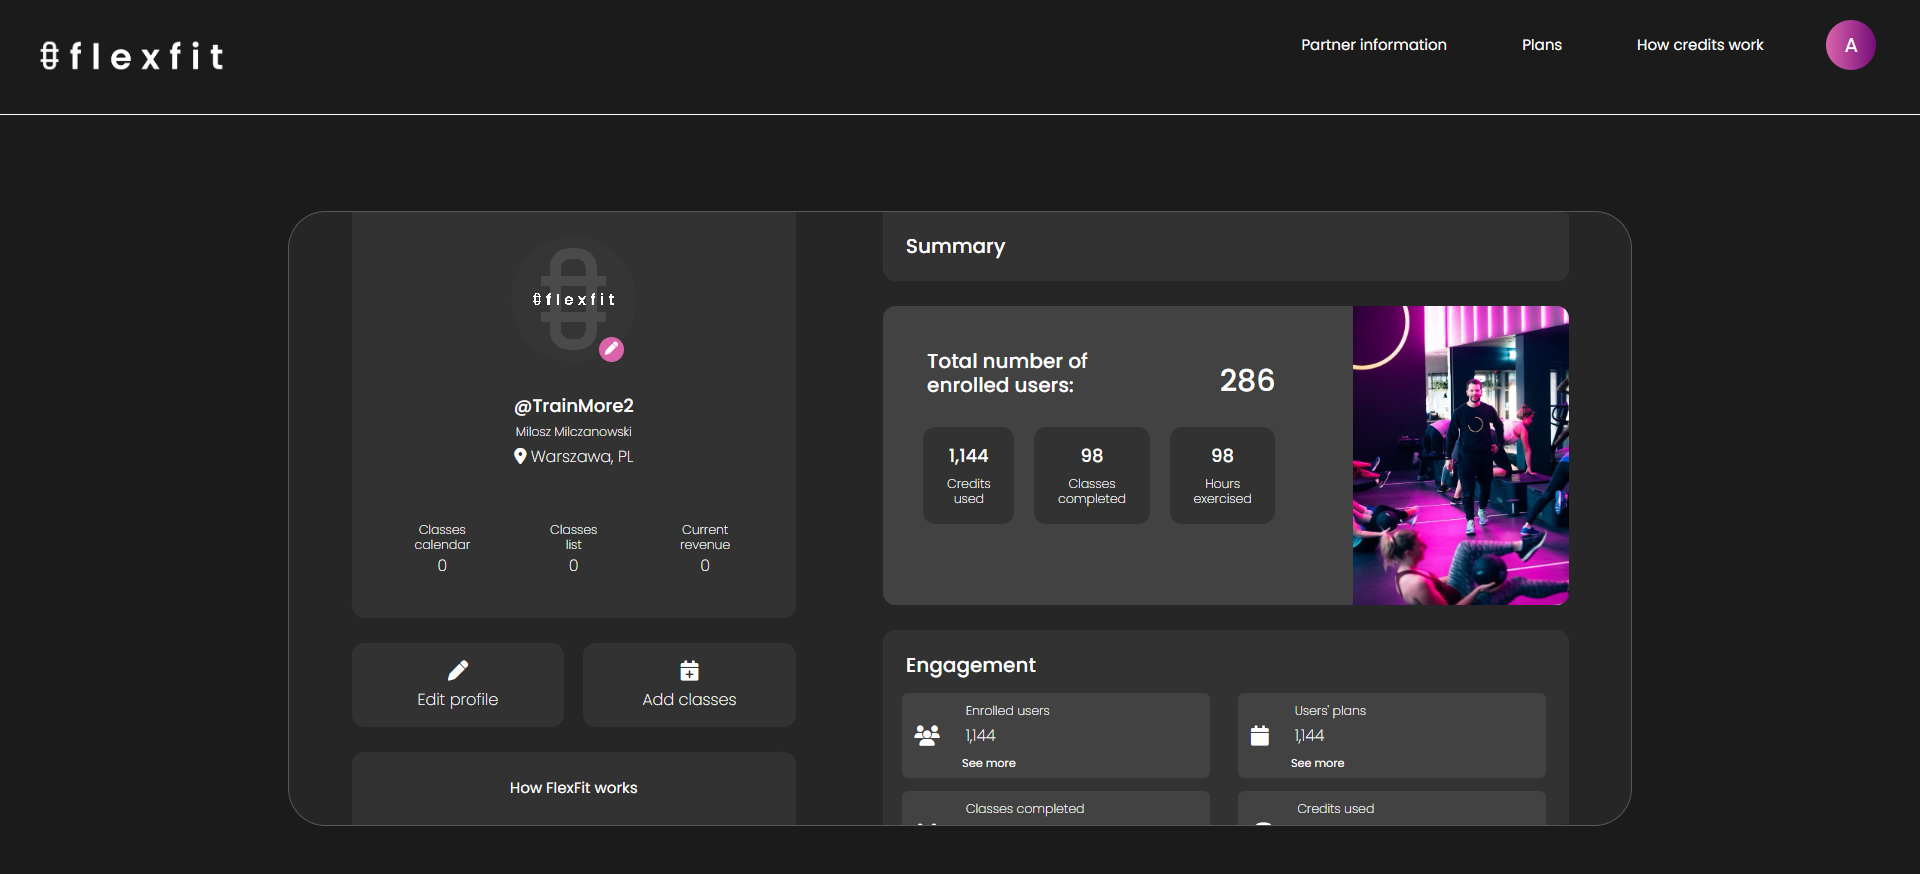 flexfit
Partner information
Plans
How credits work
A
flexfit
@TrainMore2
Milosz Milczanowski
Warszawa, PL
Classes
calendar
0
Classes
list
0
Current
revenue
0
Edit profile
Add classes
How FlexFit works
Summary
Total number of
enrolled users:
286
1,144
Credits
used
98
Classes
completed
98
Hours
exercised
Engagement
Enrolled users
1,144
See more
Users' plans
1,144
See more
Classes completed
Credits used